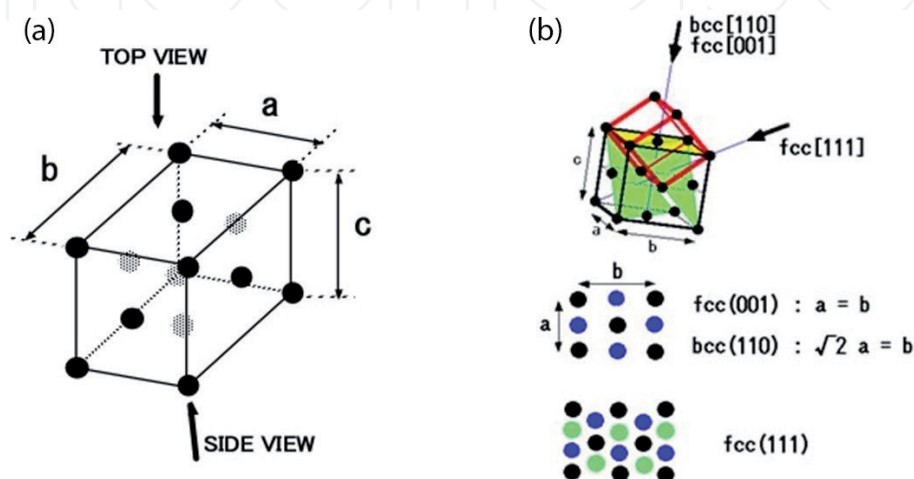 (a)
TOP VIEW
a
b
c
SIDE VIEW
(b)
bcc[110]
fcc[001]
fcc[111]
c
a
b
b
a
fcc(001) : a = b
bcc(110) : √2 a = b
fcc(111)